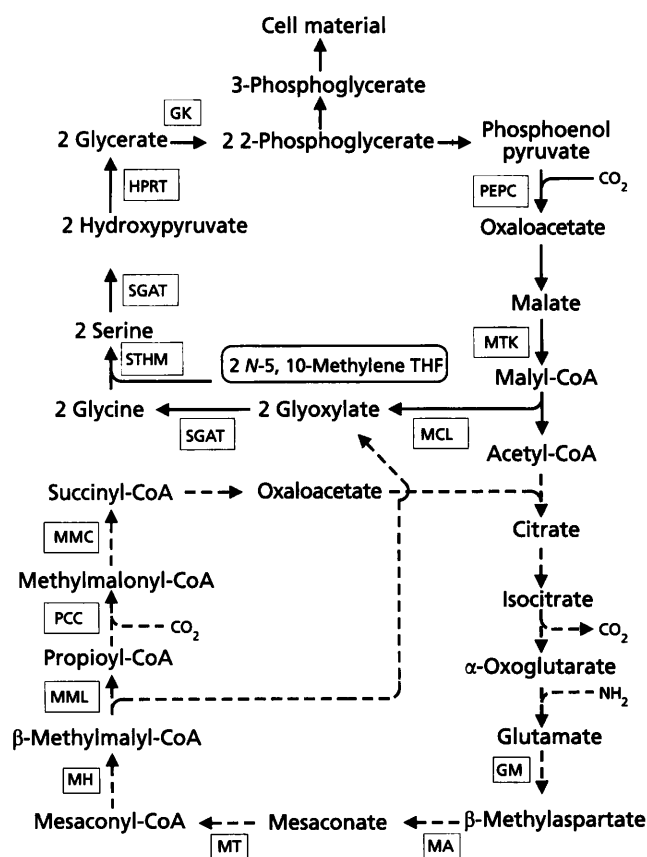 Cell material
3-Phosphoglycerate
GK
2 Glycerate
2 2-Phosphoglycerate
Phosphoenol
pyruvate
HPRT
PEPC
CO2
2 Hydroxypyruvate
Oxaloacetate
SGAT
Malate
2 Serine
MTK
STHM
2 N-5, 10-Methylene THF
Malyl-CoA
2 Glycine
2 Glyoxylate
SGAT
MCL
Acetyl-CoA
Succinyl-CoA
Oxaloacetate
Citrate
MMC
Methylmalonyl-CoA
Isocitrate
PCC
CO2
CO2
Propioyl-CoA
α-Oxoglutarate
MML
NH2
β-Methylmalyl-CoA
Glutamate
MH
GM
Mesaconyl-CoA
Mesaconate
β-Methylaspartate
MT
MA